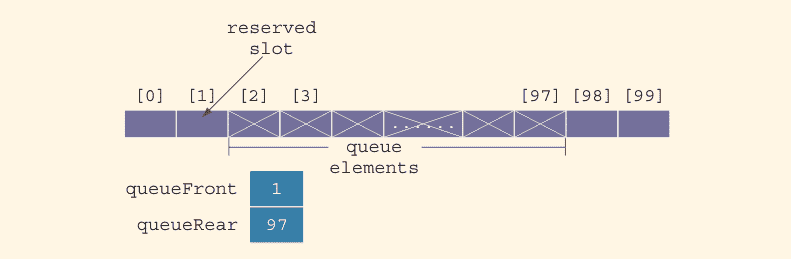 reserved
slot
[0] [1] [2] [3] [97] [98] [99]
......
queue
elements
queueFront 1
queueRear 97